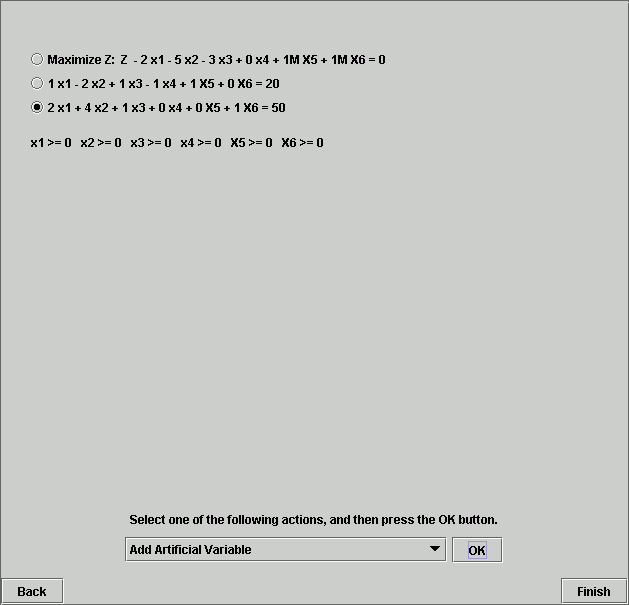 Maximize Z: Z - 2 x1 - 5 x2 - 3 x3 + 0 x4 + 1M X5 + 1M X6 = 0
1 x1 - 2 x2 + 1 x3 - 1 x4 + 1 X5 + 0 X6 = 20
2 x1 + 4 x2 + 1 x3 + 0 x4 + 0 X5 + 1 X6 = 50
x1 >= 0 x2 >= 0 x3 >= 0 x4 >= 0 X5 >= 0 X6 >= 0
Select one of the following actions, and then press the OK button.
Add Artificial Variable OK
Back Finish